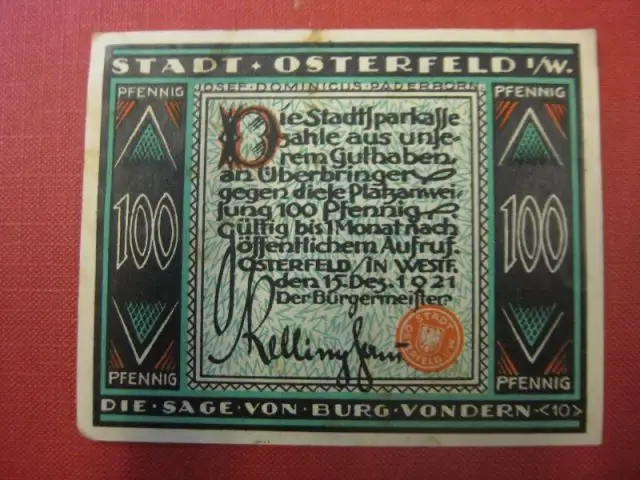 STADT · OSTERFELD I/W.
PFENNIG
JOSEF·DOMINICUS·PADERBORN
PFENNIG
Die Stadtsparkasse
zahle aus unse-
rem Guthaben
an Überbringer
gegen diese Platzanwei-
sung 100 Pfennig.
Gültig bis 1 Monat nach
öffentlichem Aufruf.
OSTERFELD/IN WESTF.
den 15. Dez. 1921
Der Bürgermeister
Kellinghaus
100
100
STADT
PFENNIG
PFENNIG
DIE·SAGE·VON·BURG·VONDERN·<10>